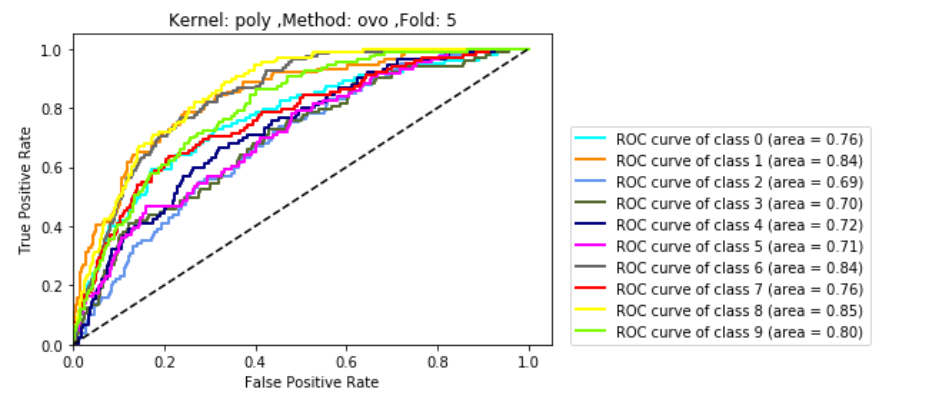 Kernel: poly ,Method: ovo ,Fold: 5
1.0
0.8
0.6
0.4
0.2
0.0
True Positive Rate
0.0 0.2 0.4 0.6 0.8 1.0
False Positive Rate
ROC curve of class 0 (area = 0.76)
ROC curve of class 1 (area = 0.84)
ROC curve of class 2 (area = 0.69)
ROC curve of class 3 (area = 0.70)
ROC curve of class 4 (area = 0.72)
ROC curve of class 5 (area = 0.71)
ROC curve of class 6 (area = 0.84)
ROC curve of class 7 (area = 0.76)
ROC curve of class 8 (area = 0.85)
ROC curve of class 9 (area = 0.80)